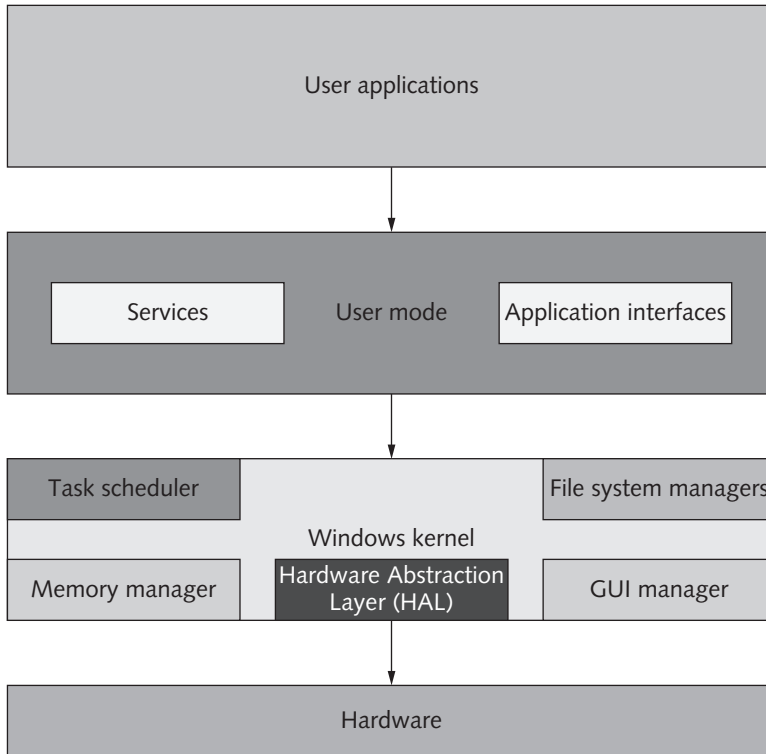 User applications
Services
User mode
Application interfaces
Task scheduler
File system managers
Windows kernel
Memory manager
Hardware Abstraction
Layer (HAL)
GUI manager
Hardware